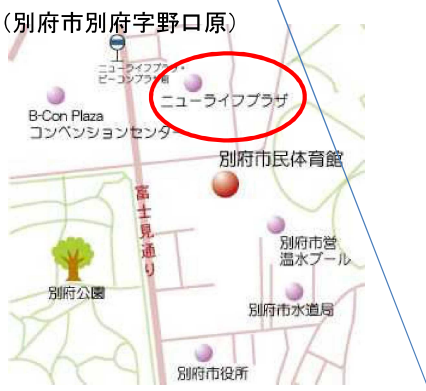 (別府市別府字野口原)
ニューライフプラザ・
ビーコンプラザ前
ニューライフプラザ
B-Con Plaza
コンベンションセンター
別府市民体育館
富士見通り
別府市営
温水プール
別府公園
別府市水道局
別府市役所